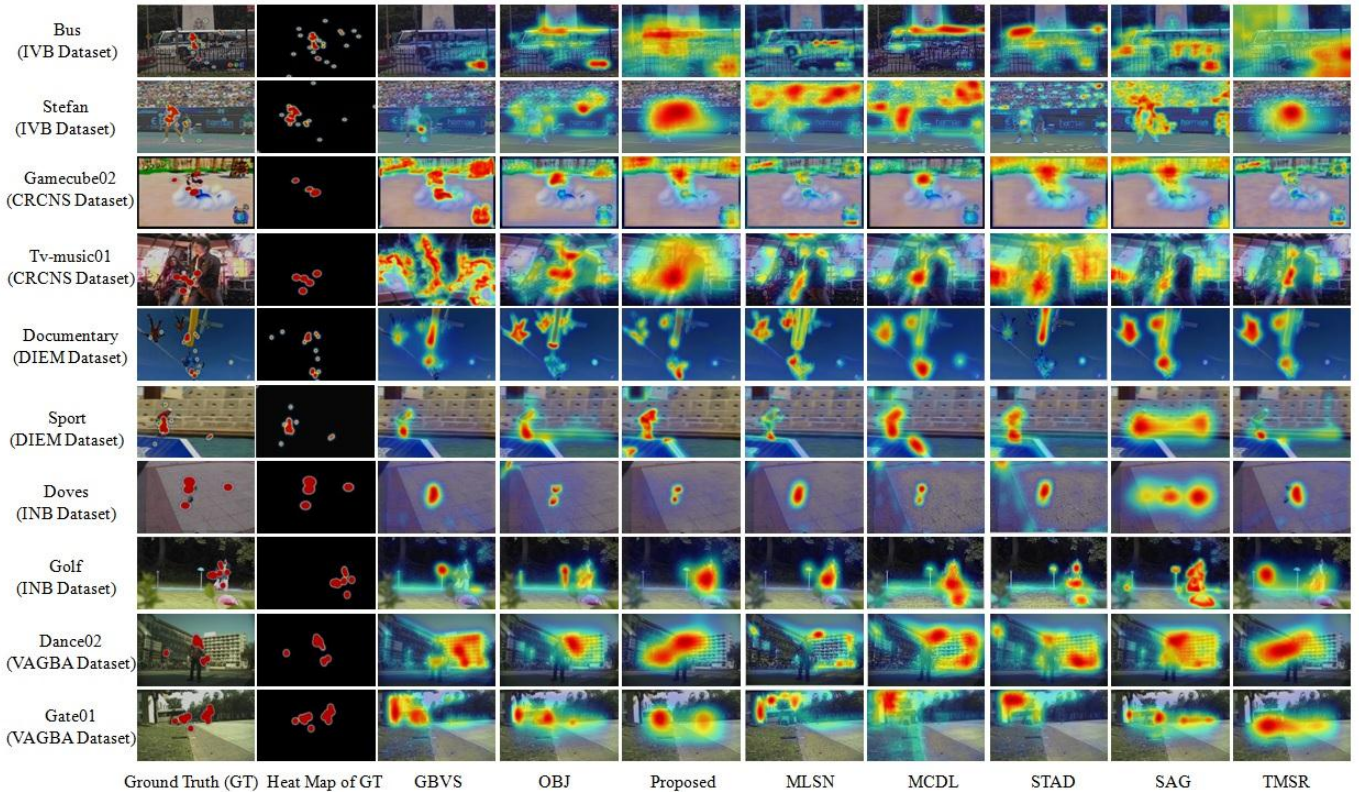 Bus
(IVB Dataset)
Stefan
(IVB Dataset)
Gamecube02
(CRCNS Dataset)
Tv-music01
(CRCNS Dataset)
Documentary
(DIEM Dataset)
Sport
(DIEM Dataset)
Doves
(INB Dataset)
Golf
(INB Dataset)
Dance02
(VAGBA Dataset)
Gate01
(VAGBA Dataset)
Ground Truth (GT) Heat Map of GT GBVS OBJ Proposed MLSN MCDL STAD SAG TMSR